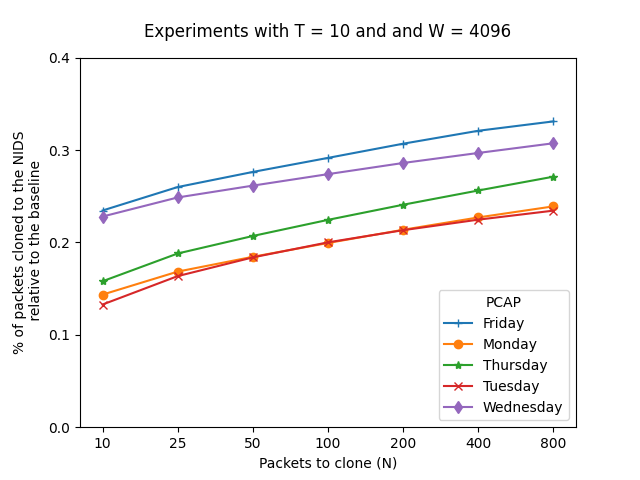 Experiments with T = 10 and and W = 4096
% of packets cloned to the NIDS
relative to the baseline
0.4
0.3
0.2
0.1
0.0
PCAP
Friday
Monday
Thursday
Tuesday
Wednesday
10 25 50 100 200 400 800
Packets to clone (N)